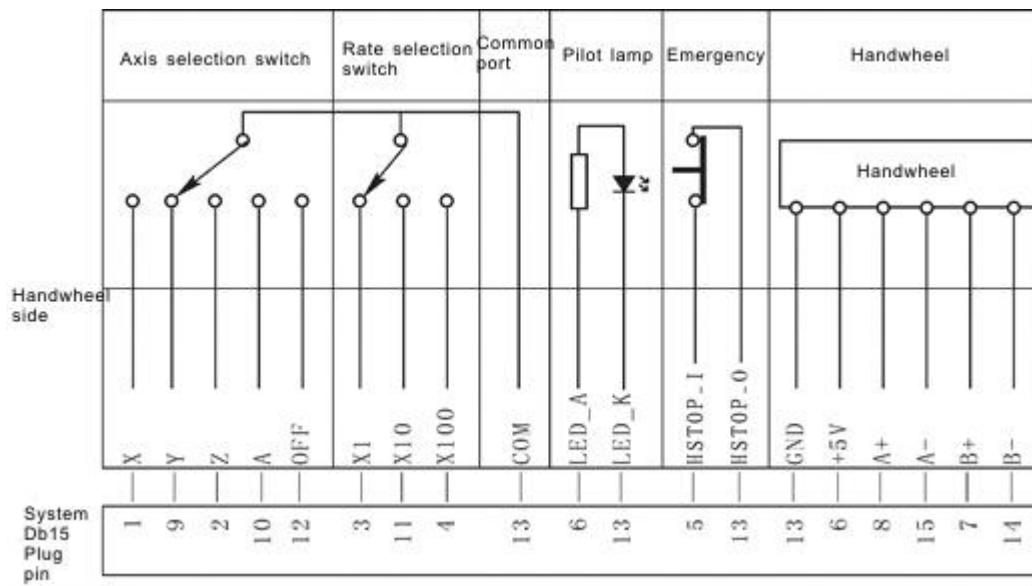 Axis selection switch
Rate selection
switch
Common
port
Pilot lamp
Emergency
Handwheel
Handwheel
Handwheel
side
X
Y
Z
A
OFF
X1
X10
X100
COM
LED_A
LED_K
HSTOP_I
HSTOP_O
GND
+5V
A+
A-
B+
B-
System
Db15
Plug
pin
1
9
2
10
12
3
11
4
13
6
13
5
13
13
6
8
15
7
14